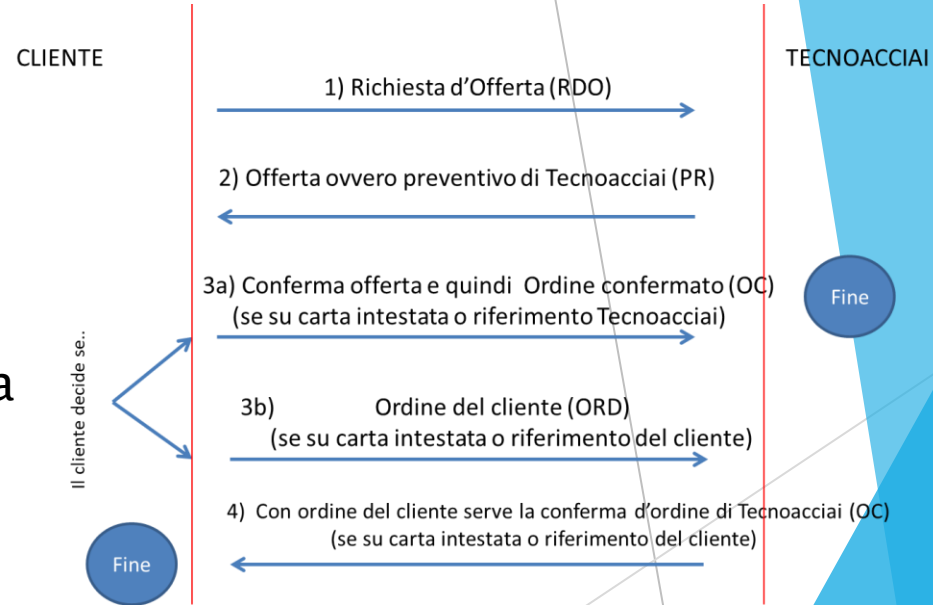 CLIENTE
TECNOACCIAI
1) Richiesta d'Offerta (RDO)
2) Offerta ovvero preventivo di Tecnoacciai (PR)
3a) Conferma offerta e quindi Ordine confermato (OC)
(se su carta intestata o riferimento Tecnoacciai)
Fine
Il cliente decide se..
a
3b) Ordine del cliente (ORD)
(se su carta intestata o riferimento del cliente)
4) Con ordine del cliente serve la conferma d'ordine di Tecnoacciai (OC)
(se su carta intestata o riferimento del cliente)
Fine